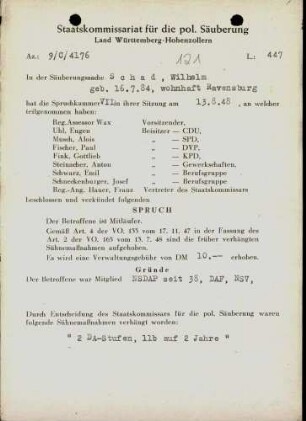 Staatskommissariat für die pol. Säuberung
Land Württemberg-Hohenzollern
Az.: 9/C/4176 121 L: 447
In der Säuberungssache S c h a d , Wilhelm
geb. 16.7.84, wohnhaft Ravensburg
hat die Spruchkammer VII in ihrer Sitzung am 13.8.48, an welcher
teilgenommen haben:
Reg.Assessor Wax Vorsitzender,
Uhl, Eugen Beisitzer — CDU,
Musch, Alois „ — SPD,
Fischer, Paul „ — DVP,
Fink, Gottlieb „ — KPD,
Steinacher, Anton „ — Gewerkschaften,
Schwarz, Emil „ — Berufsgruppe
Schneckenburger, Josef „ — Berufsgruppe
Reg.-Ang. Bauer, Franz Vertreter des Staatskommissars
beschlossen und verkündet folgenden
SPRUCH
Der Betroffene ist Mitläufer.
Gemäß Art. 4 der VO. 133 vom 17. 11. 47 in der Fassung des
Art. 2 der VO. 165 vom 13. 7. 48 sind die früher verhängten
Sühnemaßnahmen aufgehoben.
Es wird eine Verwaltungsgebühr von DM 10.— erhoben.
Gründe
Der Betroffene war Mitglied NSDAP seit 38, DAF, NSV,
Durch Entscheidung des Staatskommissars für die pol. Säuberung waren
folgende Sühnemaßnahmen verhängt worden:
" 2 DA-Stufen, 11b auf 2 Jahre "